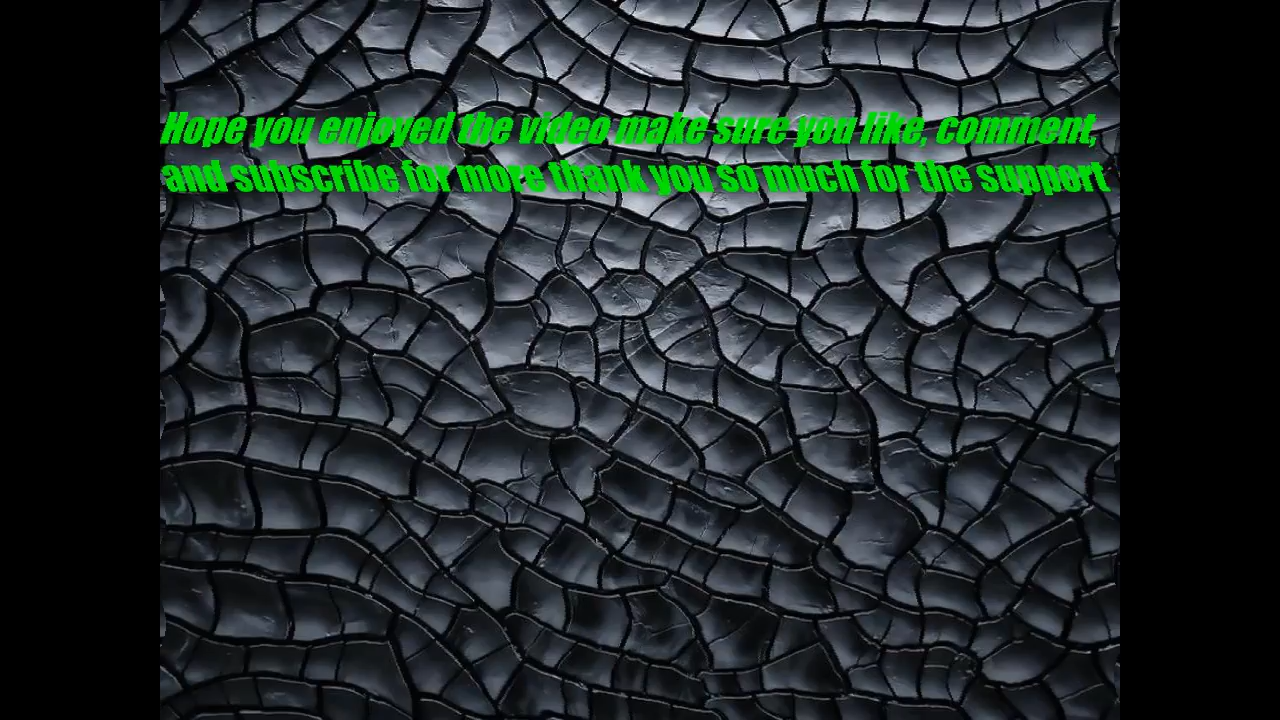 Hope you enjoyed the video make sure you like, comment,
and subscribe for more thank you so much for the support